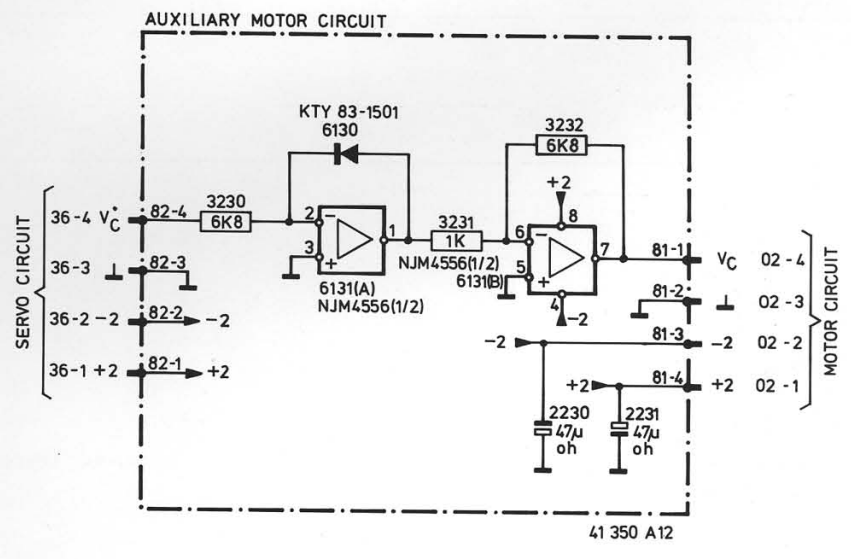 AUXILIARY MOTOR CIRCUIT
KTY 83-1501
6130
3232
6K8
+2
36-4 V*C 82-4
3230
6K8
2
3
1
3231
1K
6
5
8
7
4
81-1 VC 02-4
36-3 ⊥ 82-3
6131(A)
NJM4556(1/2)
NJM4556(1/2)
6131(B)
-2
81-2 ⊥ 02-3
36-2 -2 82-2 -2
-2 81-3 -2 02-2
36-1 +2 82-1 +2
+2 81-4 +2 02-1
SERVO CIRCUIT
MOTOR CIRCUIT
2230
47µ
oh
2231
47µ
oh
41 350 A12